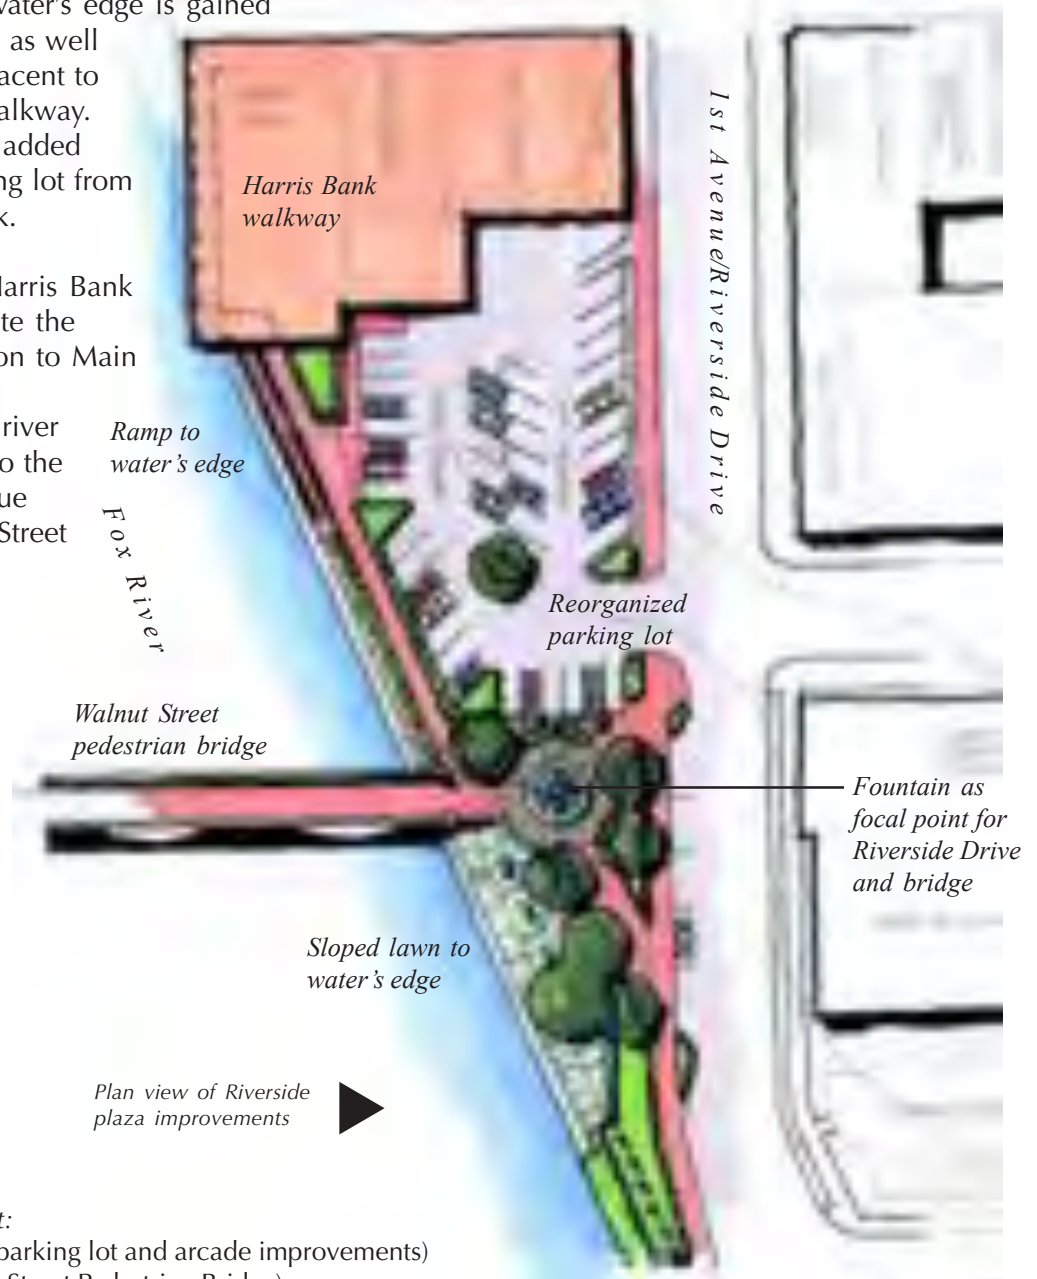 water's edge is gained
as well
acent to
alkway.
added
ng lot from
k.
Harris Bank
te the
on to Main
river
o the
ue
Street
Harris Bank
walkway
1st Avenue/Riverside Drive
Ramp to
water's edge
Fox River
Reorganized
parking lot
Walnut Street
pedestrian bridge
Fountain as
focal point for
Riverside Drive
and bridge
Sloped lawn to
water's edge
Plan view of Riverside
plaza improvements
t:
parking lot and arcade improvements)
Street Pedestrian Bridge)